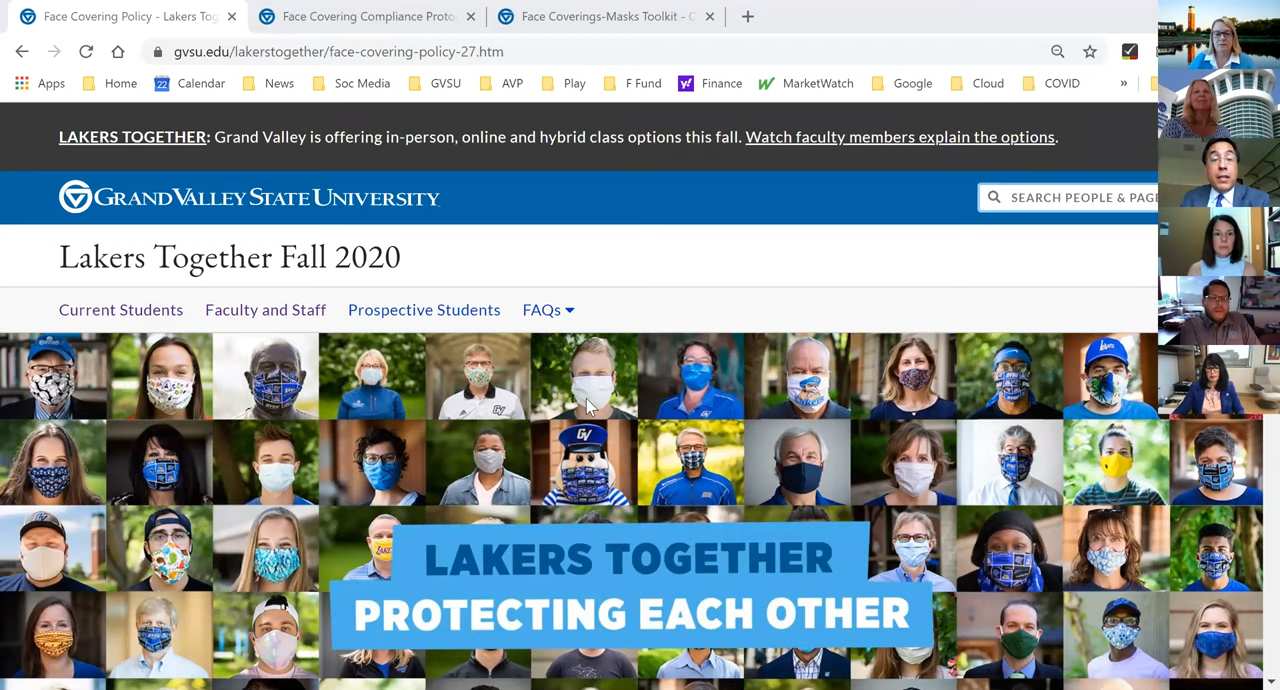 Face Covering Policy - Lakers Tog
Face Covering Compliance Proto
Face Coverings-Masks Toolkit - G
gvsu.edu/lakerstogether/face-covering-policy-27.htm
Apps
Home
22
Calendar
News
Soc Media
GVSU
AVP
Play
F Fund
Finance
MarketWatch
Google
Cloud
COVID
»
LAKERS TOGETHER: Grand Valley is offering in-person, online and hybrid class options this fall. Watch faculty members explain the options.
GRAND VALLEY STATE UNIVERSITY
SEARCH PEOPLE & PAGE
Lakers Together Fall 2020
Current Students
Faculty and Staff
Prospective Students
FAQs
GV
LAKERS TOGETHER
PROTECTING EACH OTHER